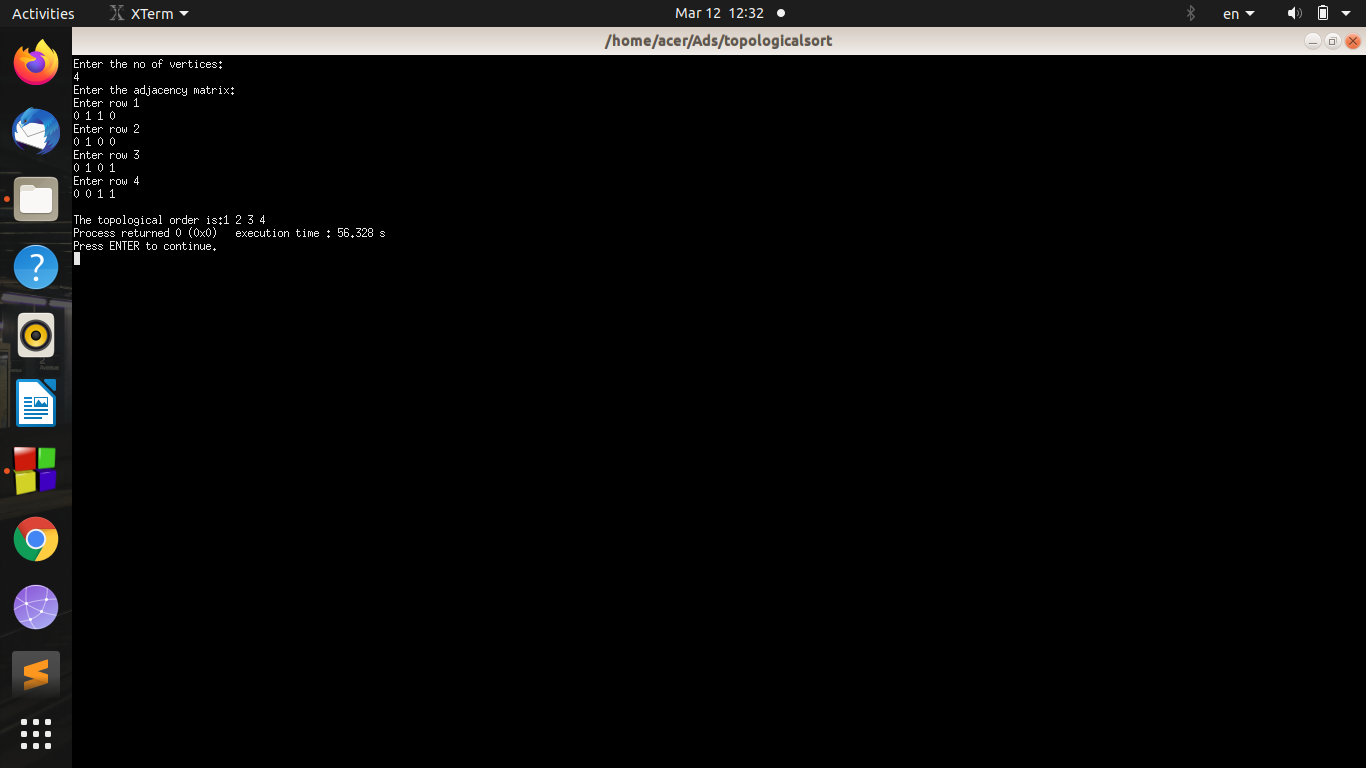 Activities XTerm Mar 12 12:32 en
/home/acer/Ads/topologicalsort
Enter the no of vertices:
4
Enter the adjacency matrix:
Enter row 1
0 1 1 0
Enter row 2
0 1 0 0
Enter row 3
0 1 0 1
Enter row 4
0 0 1 1
The topological order is:1 2 3 4
Process returned 0 (0x0)   execution time : 56.328 s
Press ENTER to continue.